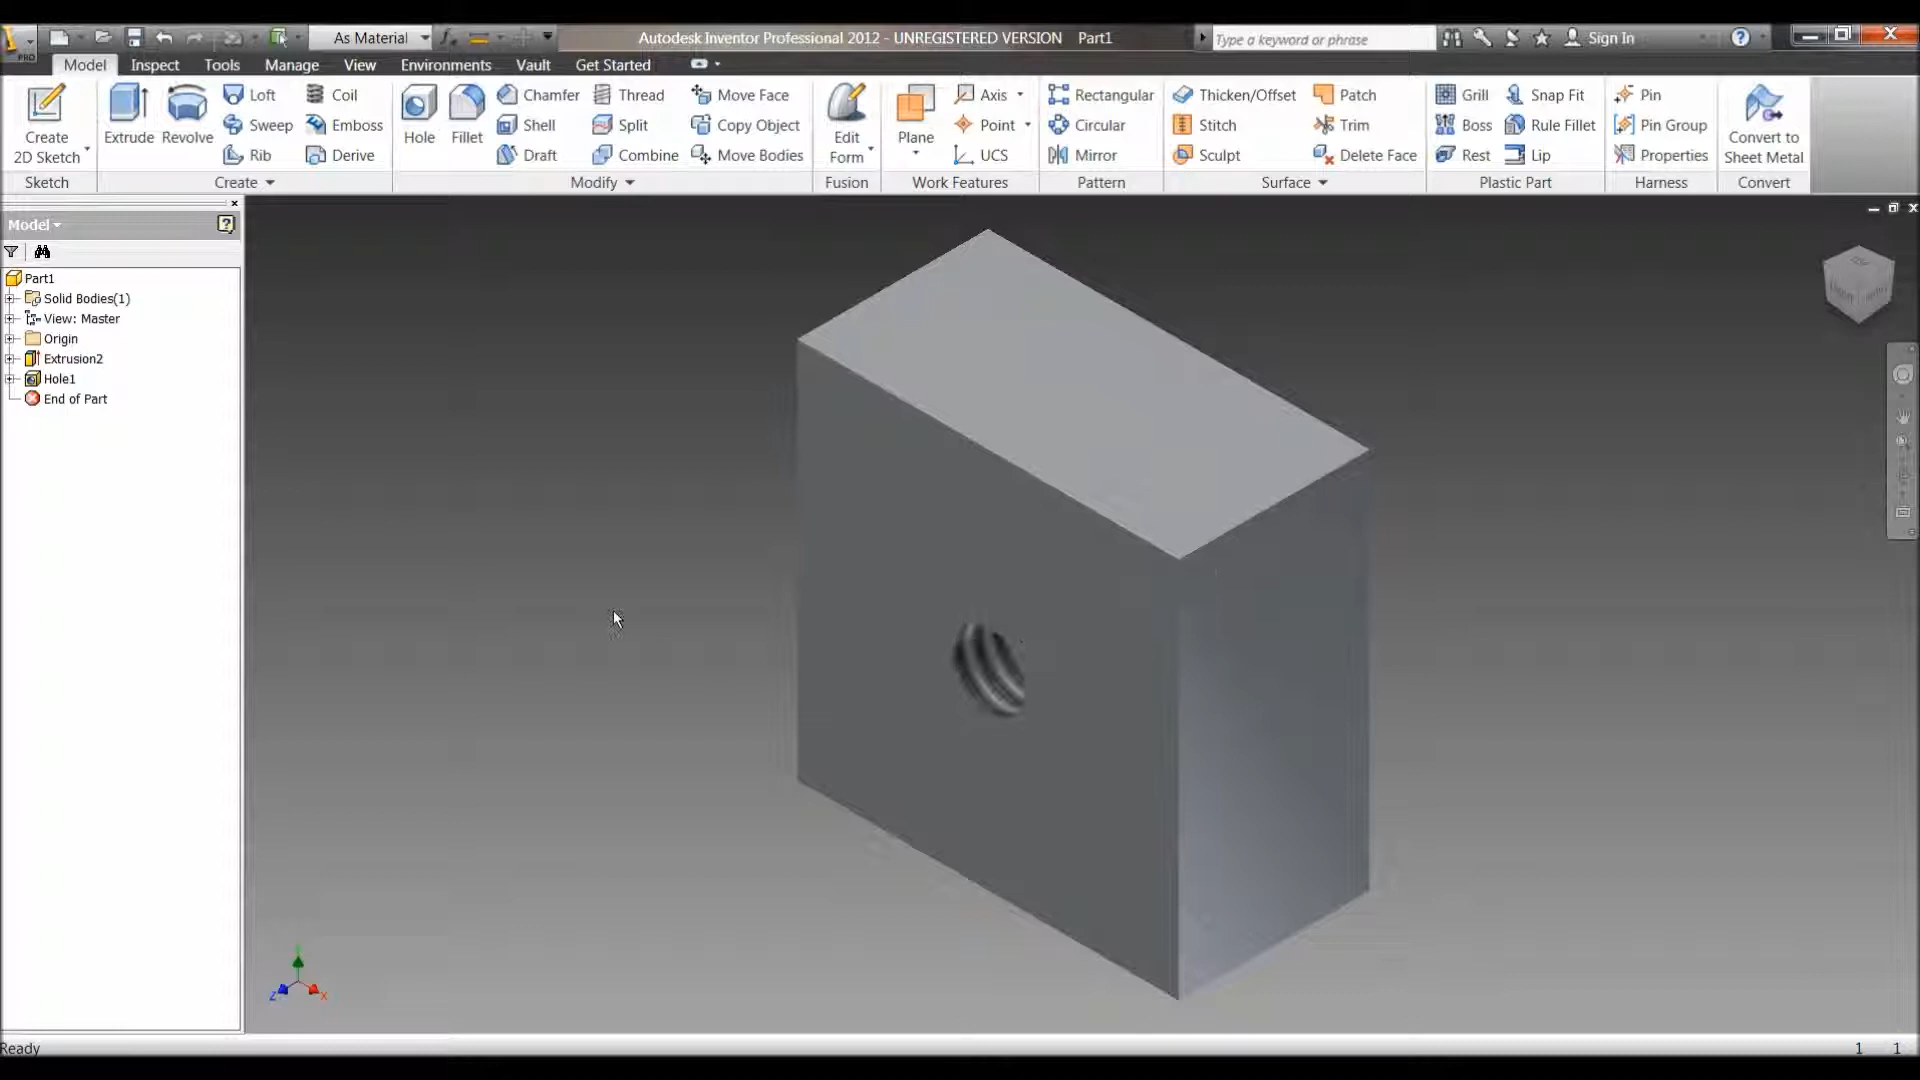 PRO
As Material
Autodesk Inventor Professional 2012 - UNREGISTERED VERSION Part1
Type a keyword or phrase
Sign In
Model Inspect Tools Manage View Environments Vault Get Started
Create 2D Sketch
Sketch
Extrude
Revolve
Loft
Sweep
Rib
Coil
Emboss
Derive
Create
Hole
Fillet
Chamfer
Shell
Draft
Thread
Split
Combine
Move Face
Copy Object
Move Bodies
Modify
Edit Form
Fusion
Plane
Axis
Point
UCS
Work Features
Rectangular
Circular
Mirror
Pattern
Thicken/Offset
Stitch
Sculpt
Patch
Trim
Delete Face
Surface
Grill
Boss
Rest
Snap Fit
Rule Fillet
Lip
Plastic Part
Pin
Pin Group
Properties
Harness
Convert to Sheet Metal
Convert
Model
Part1
Solid Bodies(1)
View: Master
Origin
Extrusion2
Hole1
End of Part
Z
X
Ready
1 1